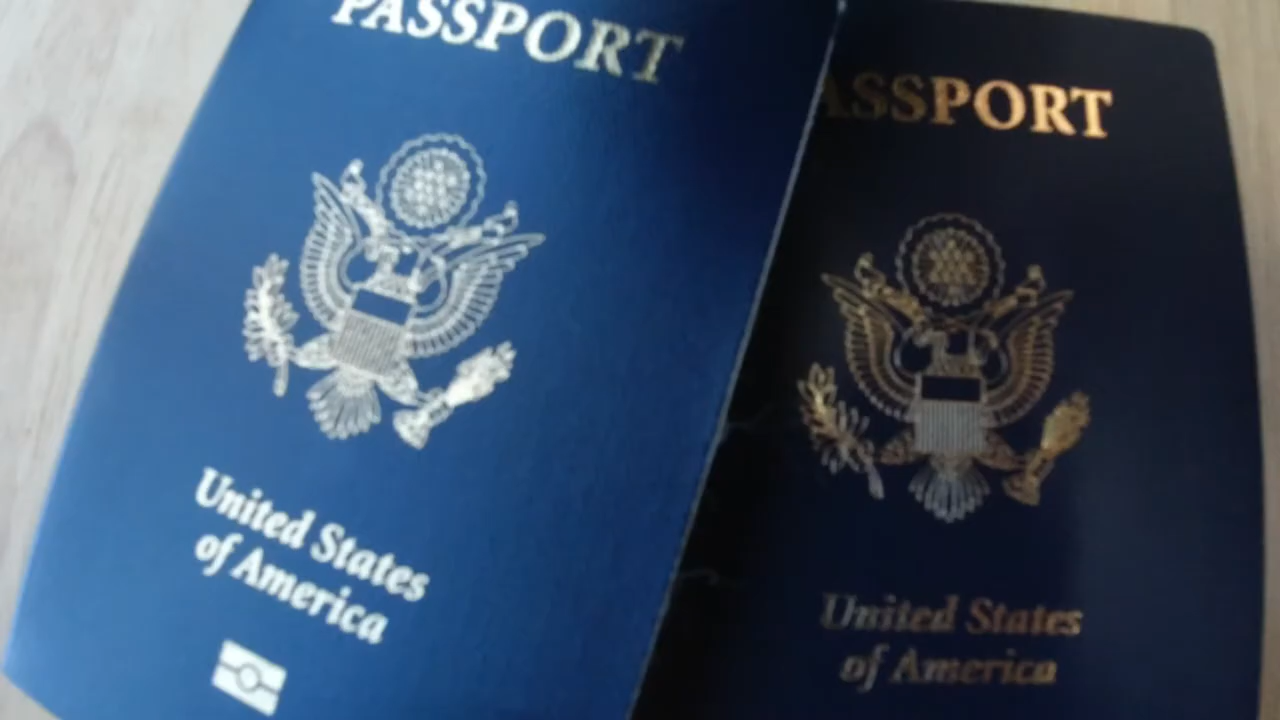 PASSPORT
United States
of America
ASSPORT
United States
of America